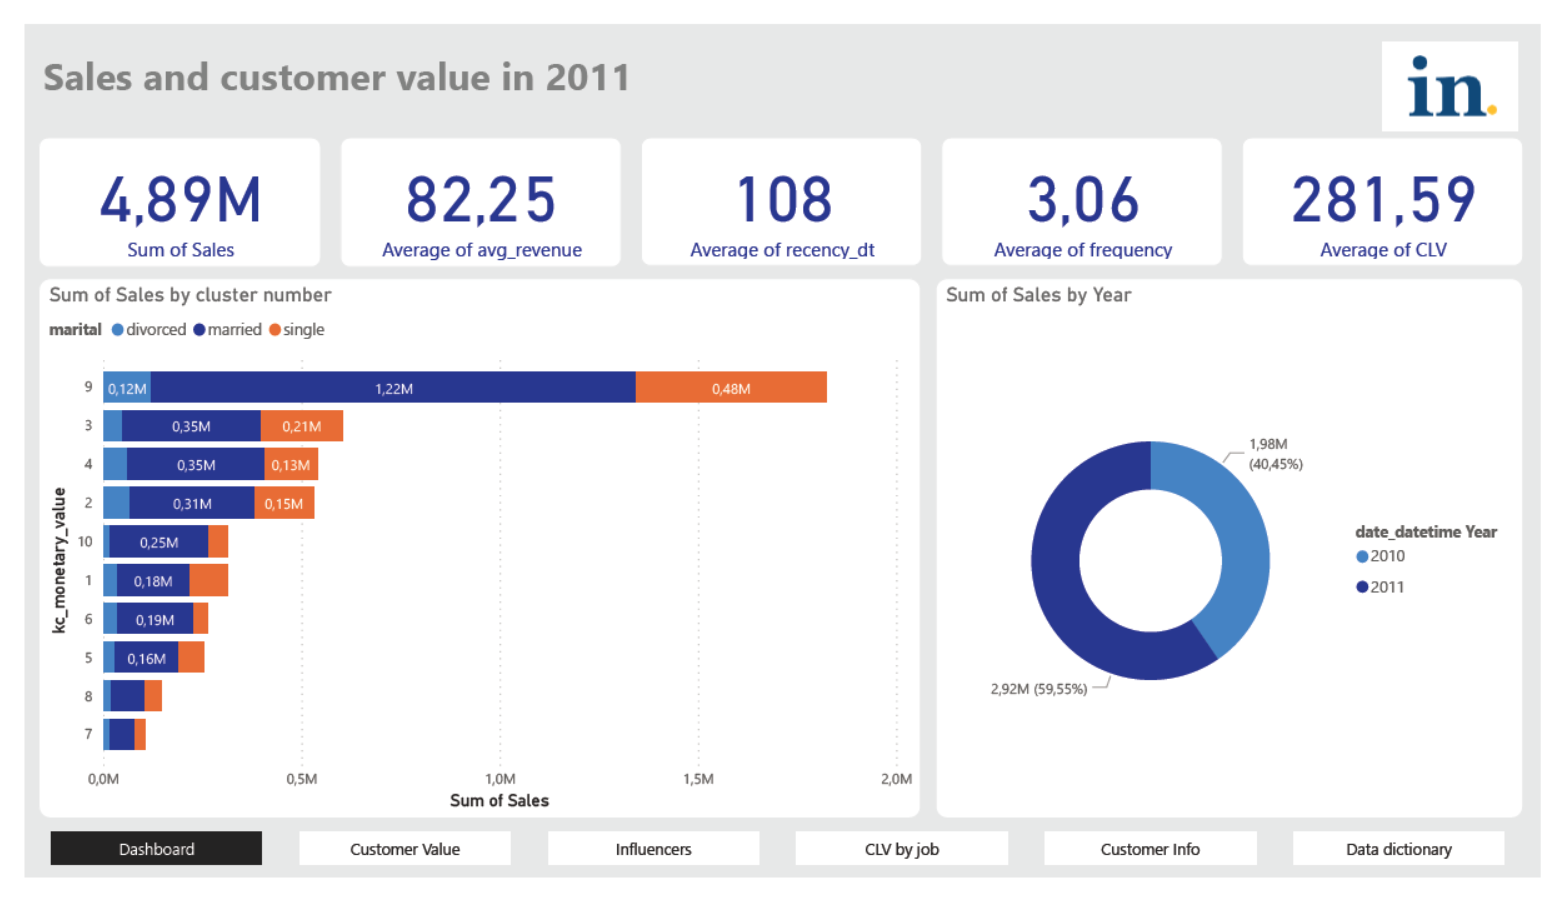 Sales and customer value in 2011
in.
4,89M
Sum of Sales
82,25
Average of avg_revenue
108
Average of recency_dt
3,06
Average of frequency
281,59
Average of CLV
Sum of Sales by cluster number
marital divorced married single
kc_monetary_value
9 0,12M 1,22M 0,48M
3 0,35M 0,21M
4 0,35M 0,13M
2 0,31M 0,15M
10 0,25M
1 0,18M
6 0,19M
5 0,16M
8
7
0,0M 0,5M 1,0M 1,5M 2,0M
Sum of Sales
Sum of Sales by Year
1,98M
(40,45%)
2,92M (59,55%)
date_datetime Year
2010
2011
Dashboard Customer Value Influencers CLV by job Customer Info Data dictionary